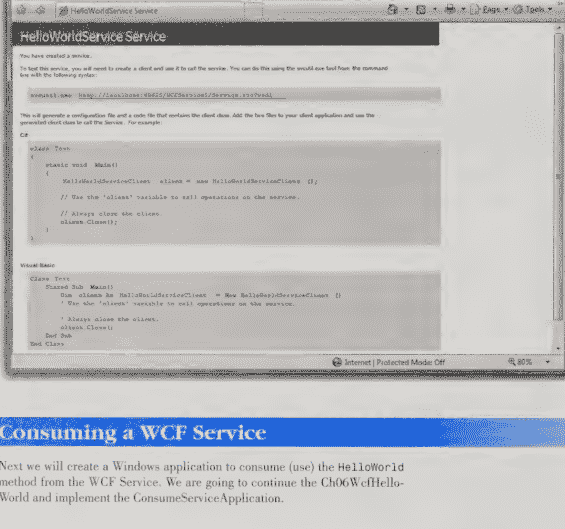 HelloWorldService Service
Page Tools
HelloWorldService Service
You have created a service.
To test this service, you will need to create a client and use it to call the service. You can do this using the svcutil.exe tool from the command
line with the following syntax:
svcutil.exe
This will generate a configuration file and a code file that contains the client class. Add the two files to your client application and use the
generated client class to call the Service. For example:
C#
class Test
{
static void Main()
{
HelloWorldServiceClient client = new HelloWorldServiceClient ();
// Use the 'client' variable to call operations on the service.
// Always close the client.
client.Close();
}
}
Visual Basic
Class Test
Shared Sub Main()
Dim client As HelloWorldServiceClient = New HelloWorldServiceClient ()
' Use the 'client' variable to call operations on the service.
' Always close the client.
client.Close()
End Sub
End Class
Internet | Protected Mode: Off 80%
Consuming a WCF Service
Next we will create a Windows application to consume (use) the HelloWorld
method from the WCF Service. We are going to continue the Ch06WcfHello-
World and implement the ConsumeServiceApplication.